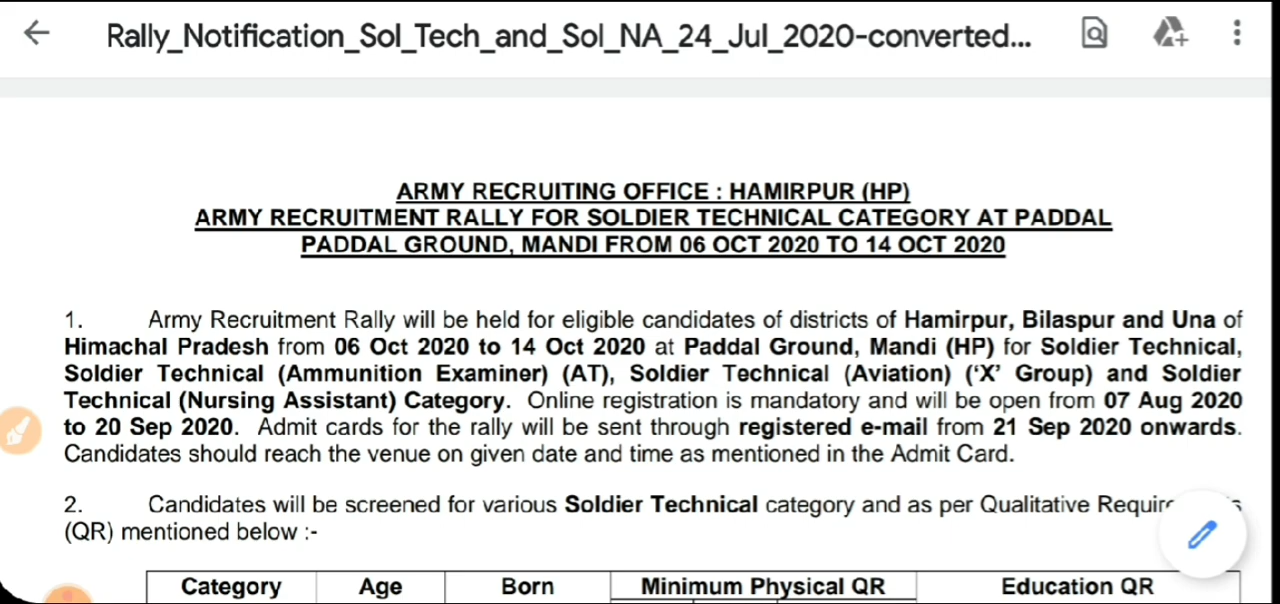 Rally_Notification_Sol_Tech_and_Sol_NA_24_Jul_2020-converted...
ARMY RECRUITING OFFICE : HAMIRPUR (HP)
ARMY RECRUITMENT RALLY FOR SOLDIER TECHNICAL CATEGORY AT PADDAL
PADDAL GROUND, MANDI FROM 06 OCT 2020 TO 14 OCT 2020
1. Army Recruitment Rally will be held for eligible candidates of districts of Hamirpur, Bilaspur and Una of
Himachal Pradesh from 06 Oct 2020 to 14 Oct 2020 at Paddal Ground, Mandi (HP) for Soldier Technical,
Soldier Technical (Ammunition Examiner) (AT), Soldier Technical (Aviation) (‘X’ Group) and Soldier
Technical (Nursing Assistant) Category. Online registration is mandatory and will be open from 07 Aug 2020
to 20 Sep 2020. Admit cards for the rally will be sent through registered e-mail from 21 Sep 2020 onwards.
Candidates should reach the venue on given date and time as mentioned in the Admit Card.
2. Candidates will be screened for various Soldier Technical category and as per Qualitative
(QR) mentioned below :-
Category Age Born Minimum Physical QR Education QR